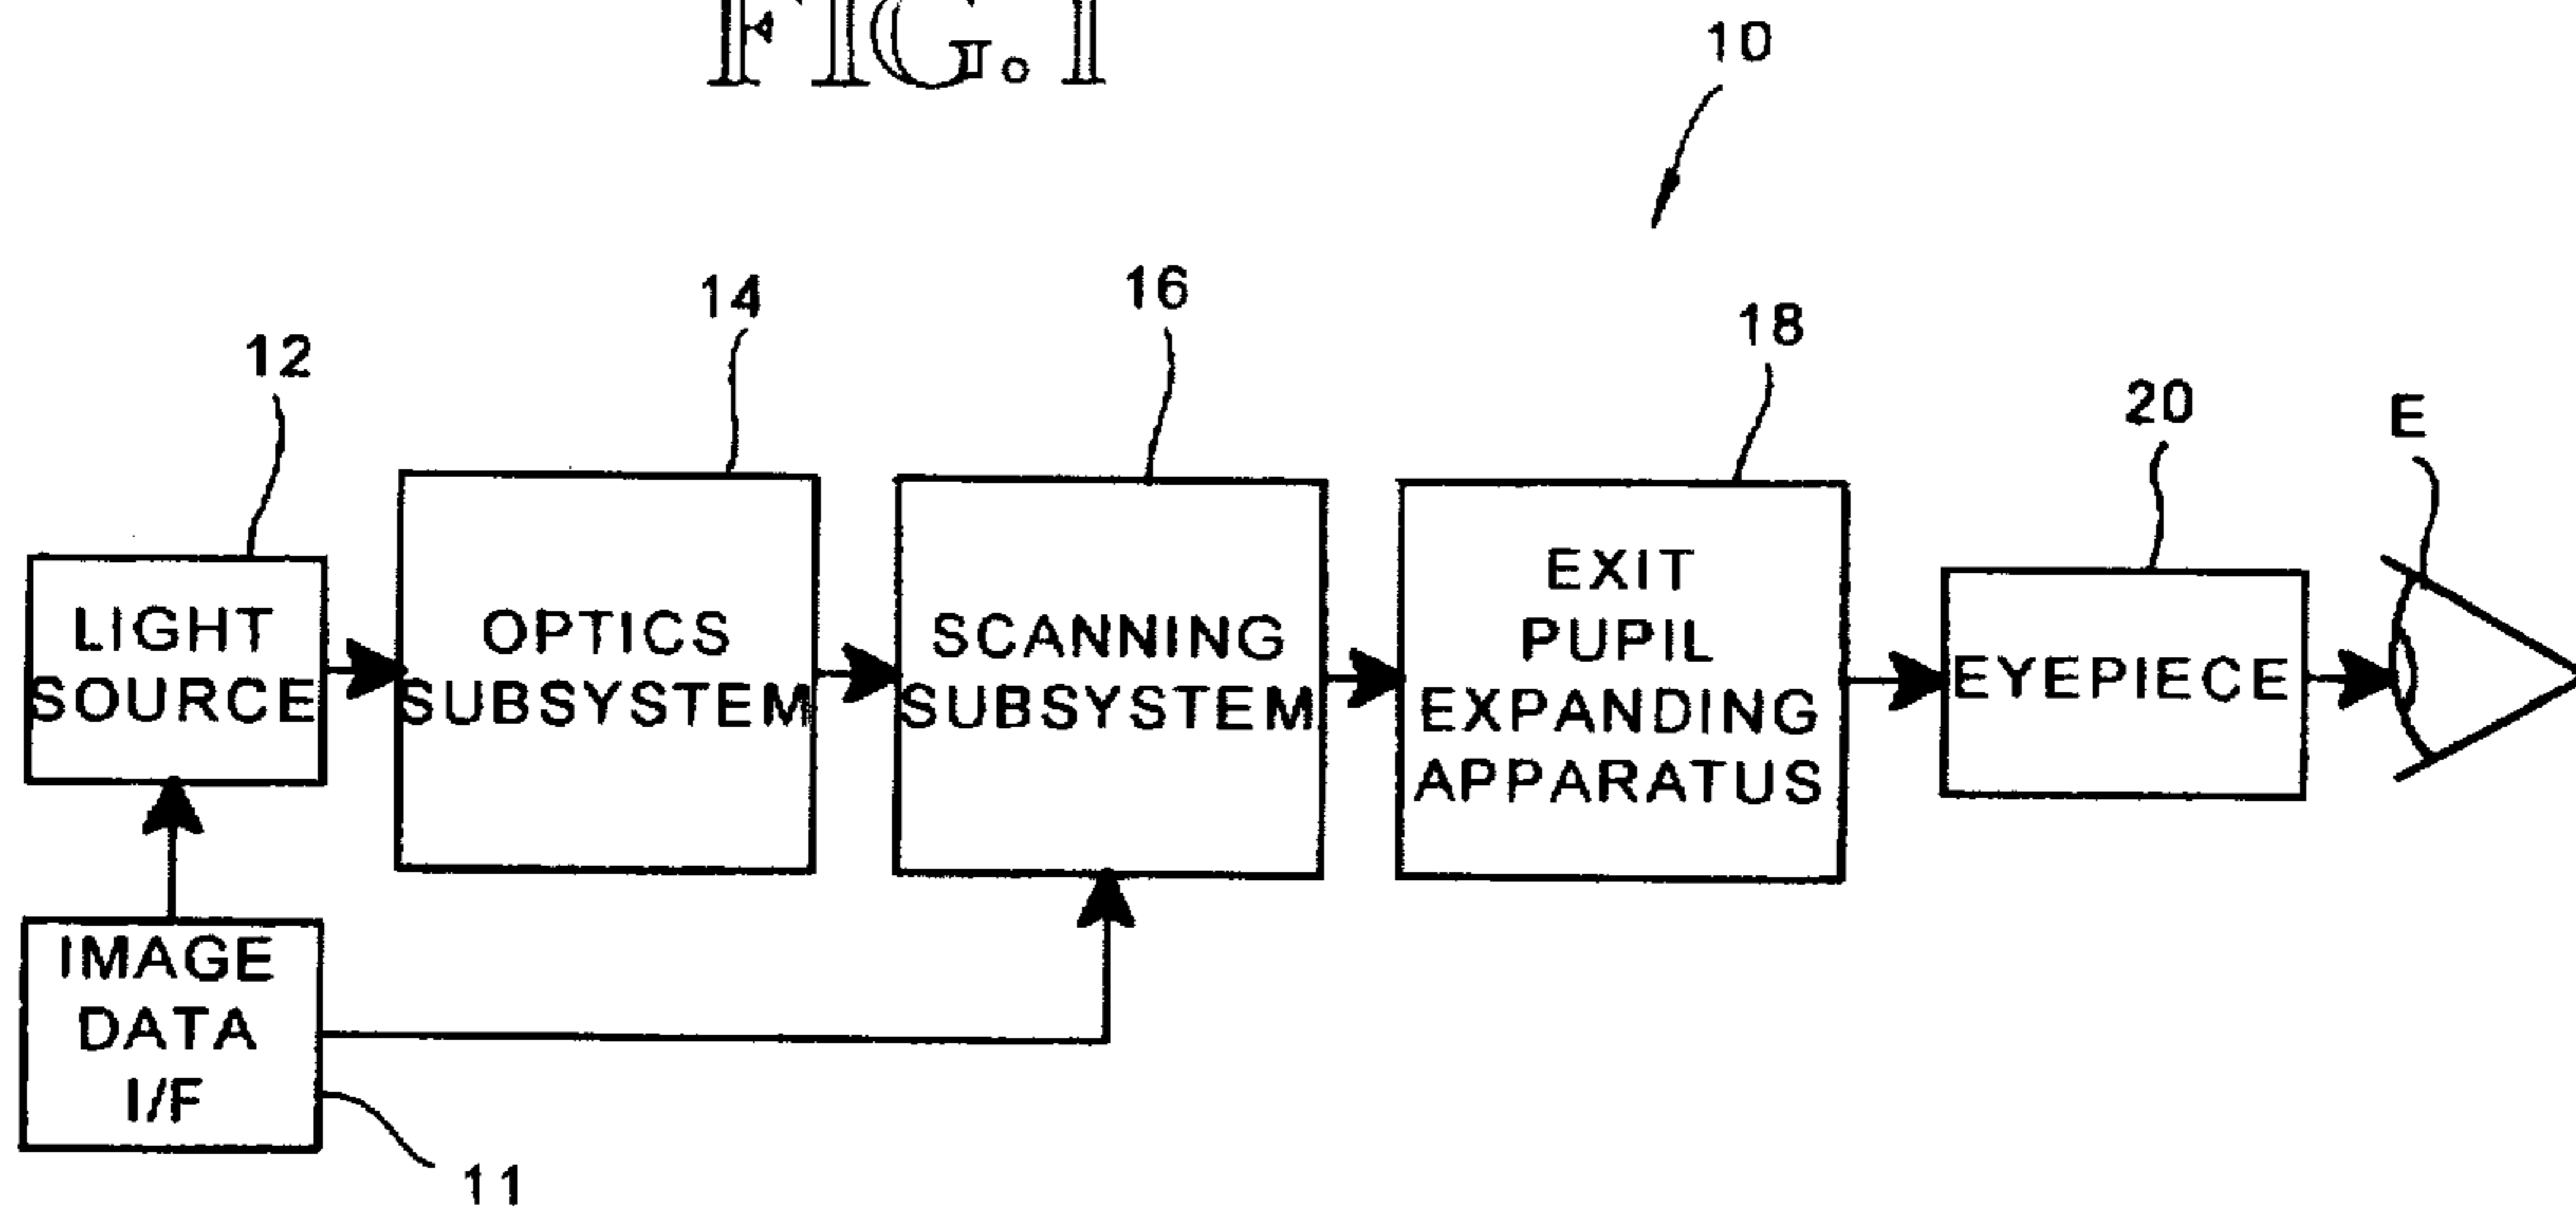 FIG. 1
10
14
16
12
18
20
E
LIGHT
SOURCE
OPTICS
SUBSYSTEM
SCANNING
SUBSYSTEM
EXIT
PUPIL
EXPANDING
APPARATUS
EYEPIECE
IMAGE
DATA
I/F
11